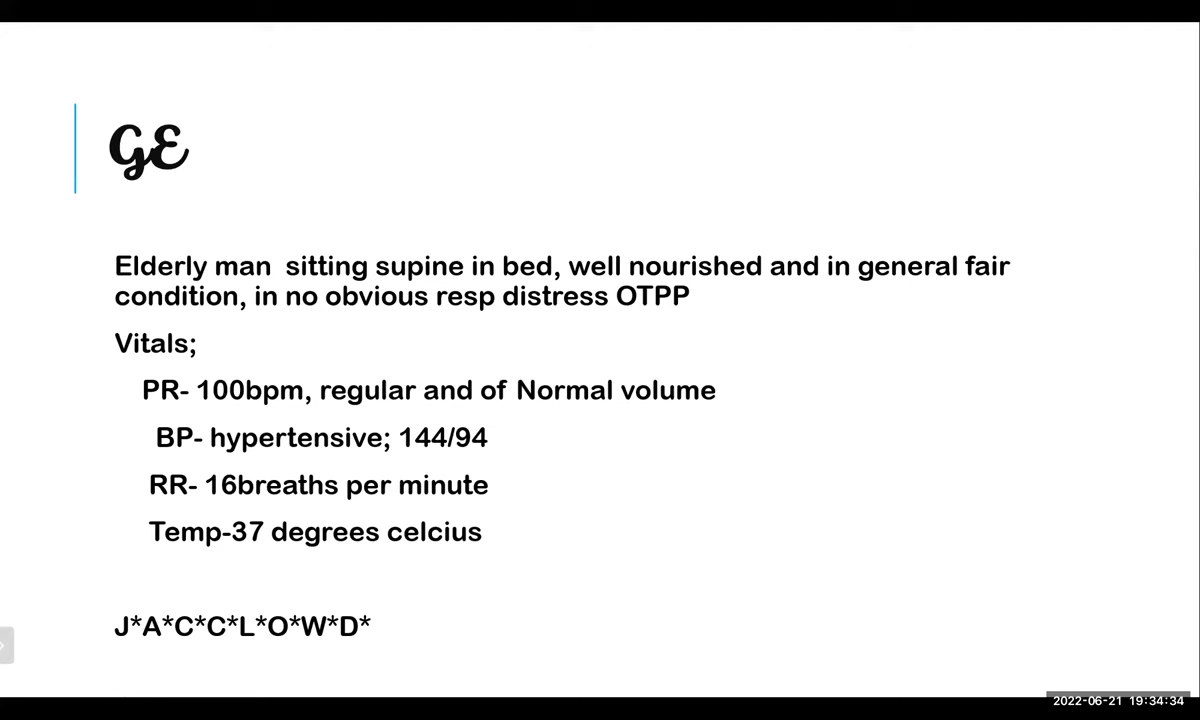 GE
Elderly man sitting supine in bed, well nourished and in general fair
condition, in no obvious resp distress OTPP
Vitals;
PR- 100bpm, regular and of Normal volume
BP- hypertensive; 144/94
RR- 16breaths per minute
Temp-37 degrees celcius
J*A*C*C*L*O*W*D*
2022-06-21 19:34:34